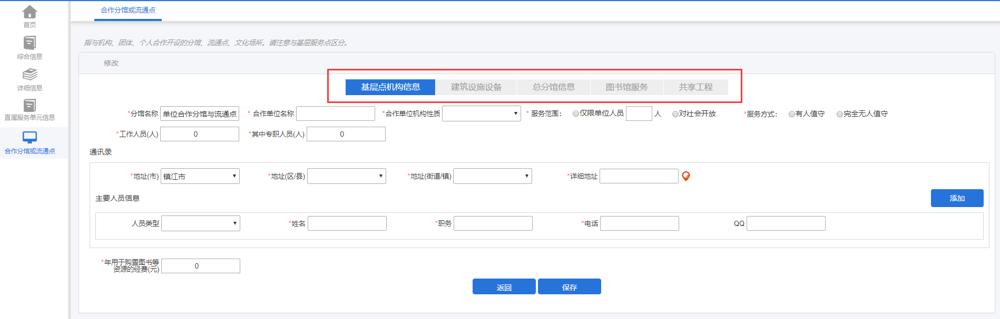 合作分馆或流通点
首页
综合信息
详细信息
直属服务单元信息
合作分馆或流通点
指与机构、团体、个人合作开设的分馆、流通点、文化场所。请注意与基层服务点区分。
修改
基层点机构信息 建筑设施设备 总分馆信息 图书馆服务 共享工程
*分馆名称 单位合作分馆与流通点 * 合作单位名称 *合作单位机构性质 * 服务范围： 仅限单位人员 人 对社会开放 *服务方式： 有人值守 完全无人值守
*工作人员(人) 0 *其中专职人员(人) 0
通讯录
*地址(市) 镇江市 *地址(区/县) *地址(街道/镇) *详细地址
主要人员信息 添加
人员类型 *姓名 *职务 *电话 QQ
*年用于购置图书等
资源的经费(元) 0
返回 保存